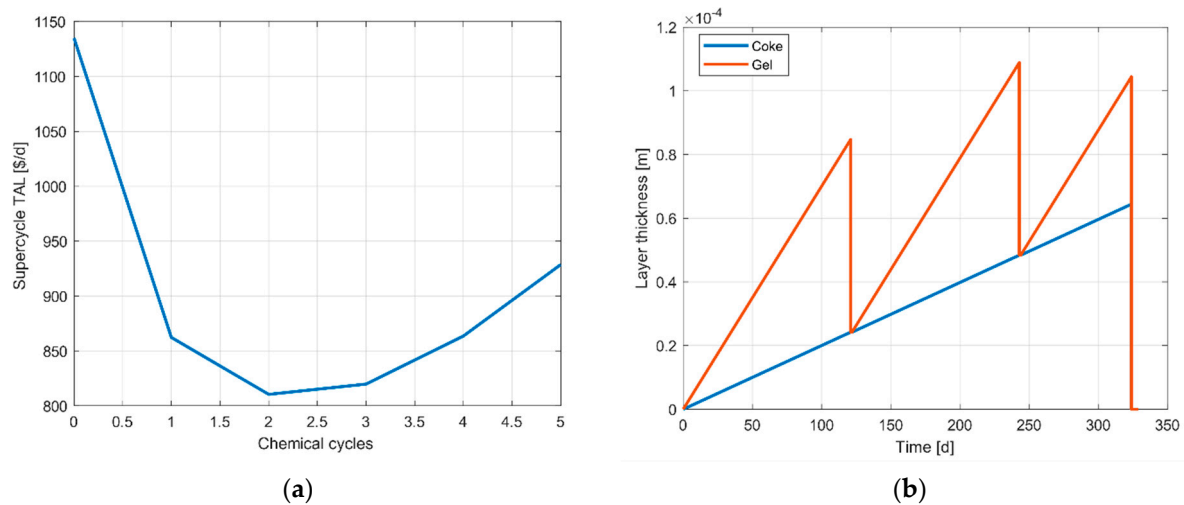 1150
1100
1050
1000
950
900
850
800
Supercycle TAL [$/d]
0 0.5 1 1.5 2 2.5 3 3.5 4 4.5 5
Chemical cycles
(a)
×10⁻⁴
1.2
1
0.8
0.6
0.4
0.2
0
Layer thickness [m]
Coke
Gel
0 50 100 150 200 250 300 350
Time [d]
(b)